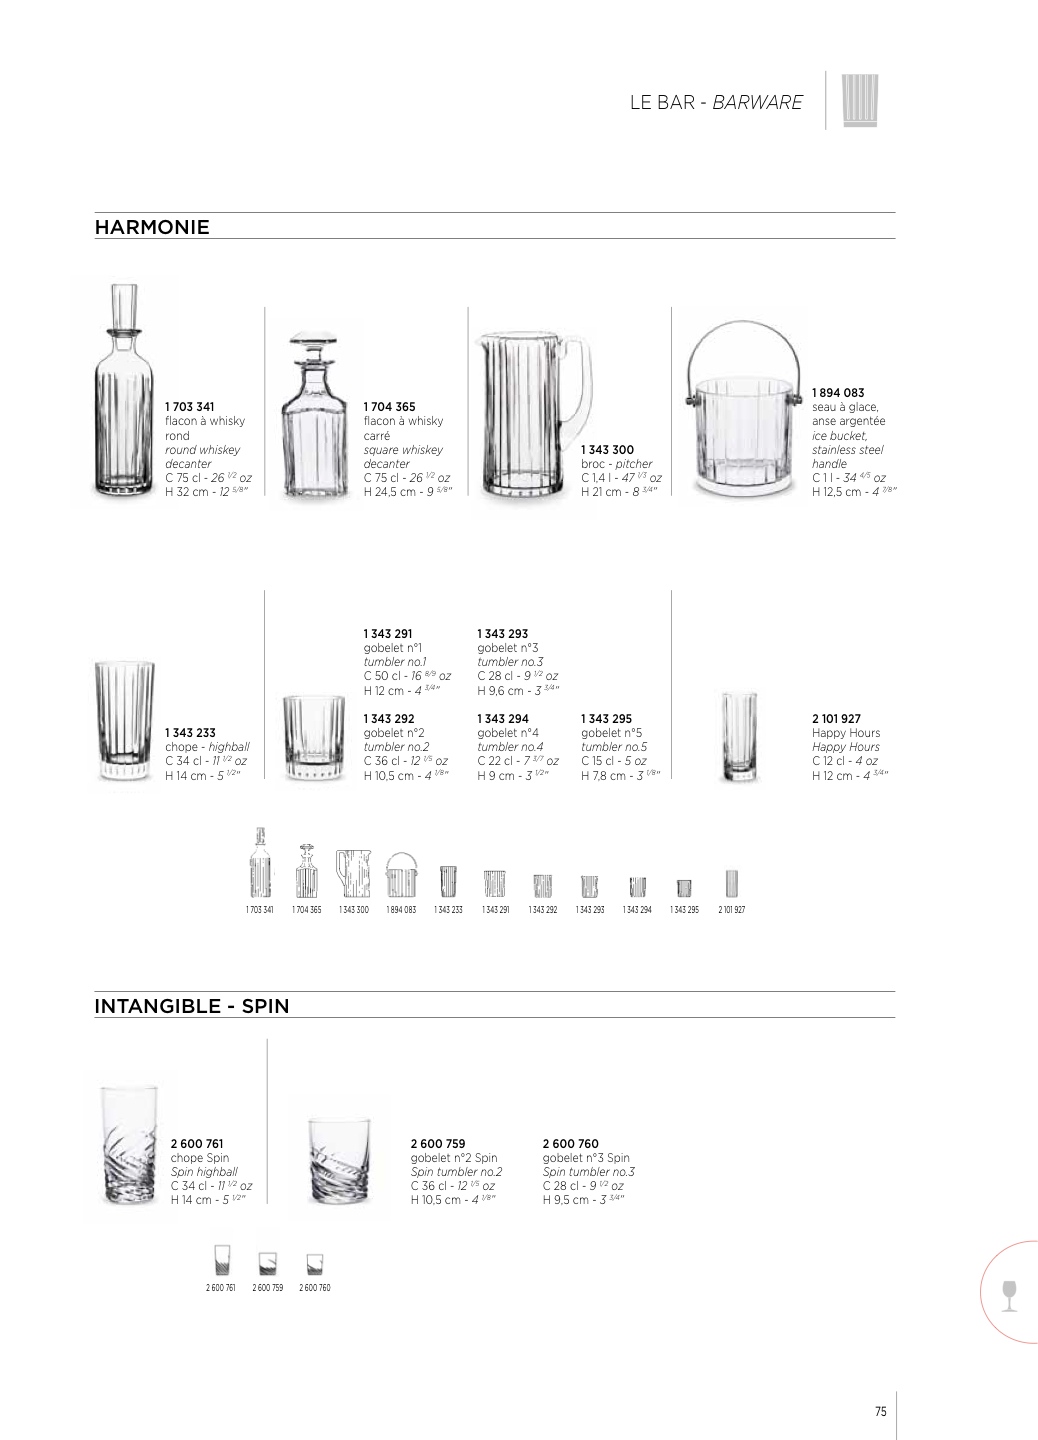 LE BAR - BARWARE
HARMONIE
1 703 341
flacon à whisky
rond
round whiskey
decanter
C 75 cl - 26 1/2 oz
H 32 cm - 12 5/8"
1 704 365
flacon à whisky
carré
square whiskey
decanter
C 75 cl - 26 1/2 oz
H 24,5 cm - 9 5/8"
1 343 300
broc - pitcher
C 1,4 l - 47 1/3 oz
H 21 cm - 8 3/4"
1 894 083
seau à glace,
anse argentée
ice bucket,
stainless steel
handle
C 1 l - 34 4/5 oz
H 12,5 cm - 4 7/8"
1 343 233
chope - highball
C 34 cl - 11 1/2 oz
H 14 cm - 5 1/2"
1 343 291
gobelet n°1
tumbler no.1
C 50 cl - 16 8/9 oz
H 12 cm - 4 3/4"
1 343 293
gobelet n°3
tumbler no.3
C 28 cl - 9 1/2 oz
H 9,6 cm - 3 3/4"
1 343 292
gobelet n°2
tumbler no.2
C 36 cl - 12 1/5 oz
H 10,5 cm - 4 1/8"
1 343 294
gobelet n°4
tumbler no.4
C 22 cl - 7 3/7 oz
H 9 cm - 3 1/2"
1 343 295
gobelet n°5
tumbler no.5
C 15 cl - 5 oz
H 7,8 cm - 3 1/8"
2 101 927
Happy Hours
Happy Hours
C 12 cl - 4 oz
H 12 cm - 4 3/4"
1 703 341 1 704 365 1 343 300 1 894 083 1 343 233 1 343 291 1 343 292 1 343 293 1 343 294 1 343 295 2 101 927
INTANGIBLE - SPIN
2 600 761
chope Spin
Spin highball
C 34 cl - 11 1/2 oz
H 14 cm - 5 1/2"
2 600 759
gobelet n°2 Spin
Spin tumbler no.2
C 36 cl - 12 1/5 oz
H 10,5 cm - 4 1/8"
2 600 760
gobelet n°3 Spin
Spin tumbler no.3
C 28 cl - 9 1/2 oz
H 9,5 cm - 3 3/4"
2 600 761 2 600 759 2 600 760
75